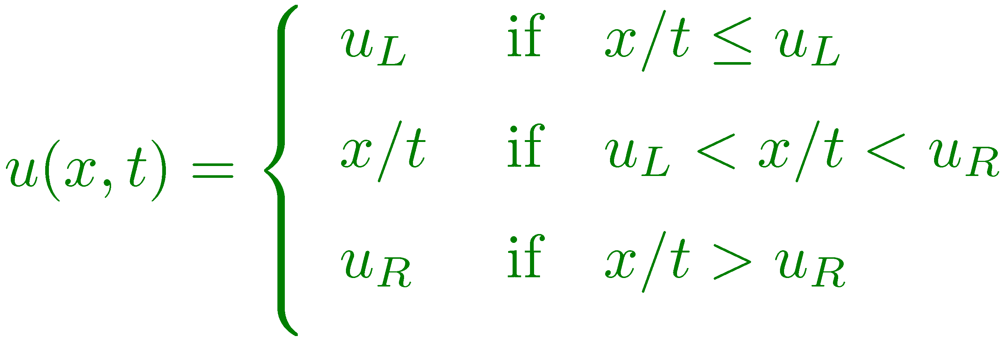 u_L if x/t ≤ u_L
u(x, t) = { x/t if u_L < x/t < u_R
u_R if x/t > u_R